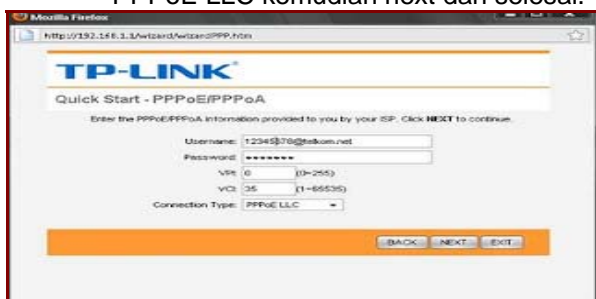 PPPoE LLC kemudian next dan selesai.
Mozilla Firefox
http://192.168.1.1/wizard/wizardPPP.htm
TP-LINK
Quick Start - PPPoE/PPPoA
Enter the PPPoE/PPPoA information provided to you by your ISP. Click NEXT to continue.
Username: 12345678@telkom.net
Password: •••••••
VPI: 0 (0~255)
VCI: 35 (1~65535)
Connection Type: PPPoE LLC
BACK NEXT EXIT